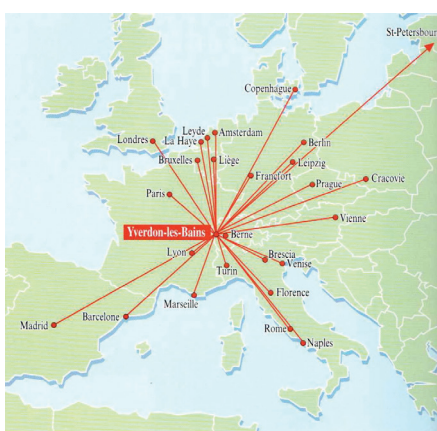 St-Petersbour
Copenhague
Leyde
Amsterdam
Londres
La Haye
Berlin
Bruxelles
Liège
Leipzig
Francfort
Cracovie
Prague
Paris
Vienne
Yverdon-les-Bains
Berne
Lyon
Brescia
Venise
Turin
Florence
Marseille
Barcelone
Madrid
Rome
Naples